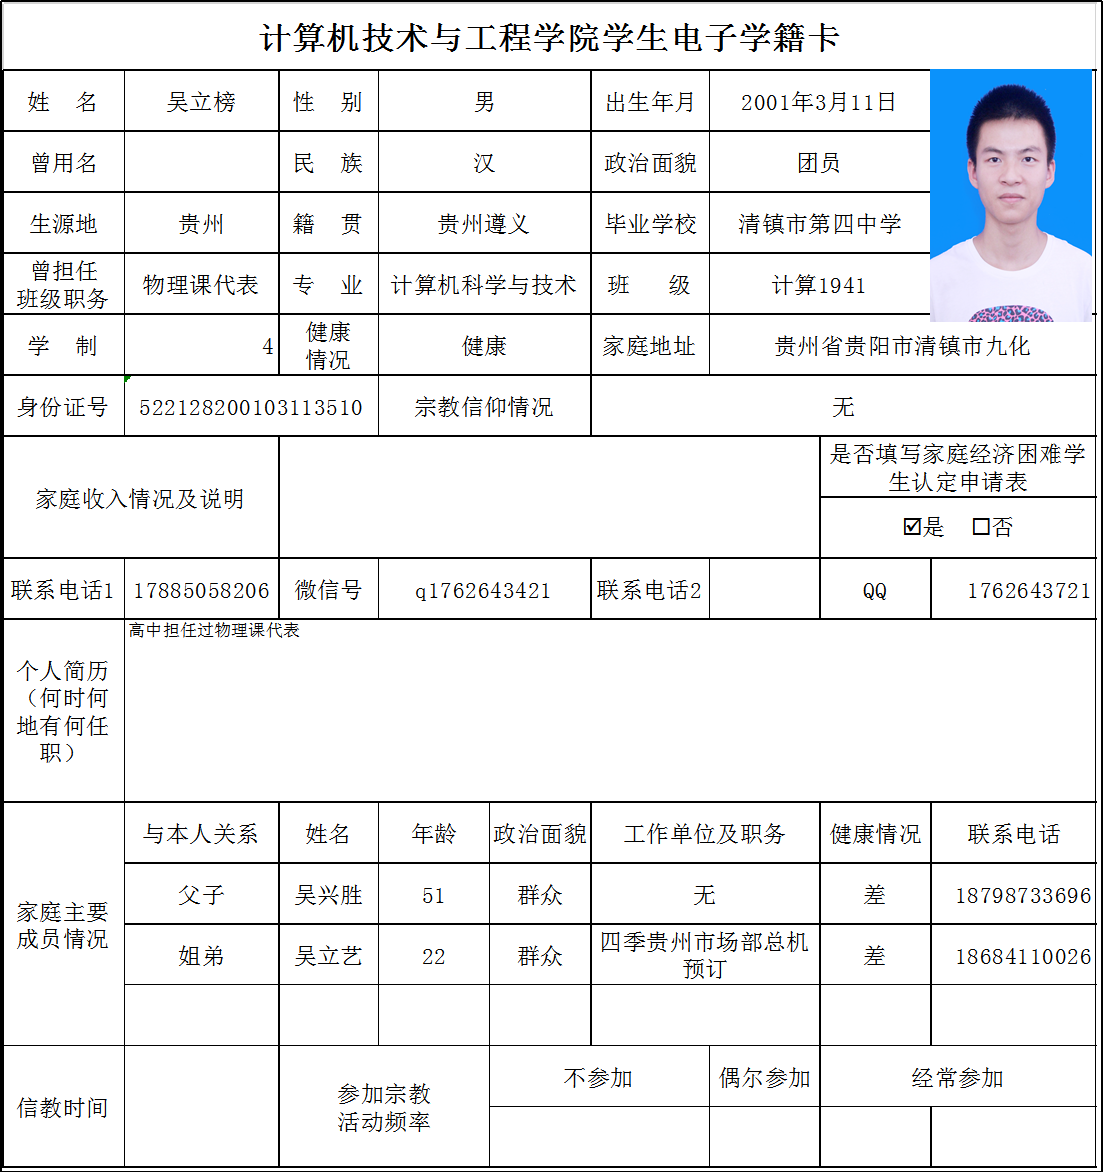 计算机技术与工程学院学生电子学籍卡
姓 名 吴立榜 性 别 男 出生年月 2001年3月11日
曾用名 民 族 汉 政治面貌 团员
生源地 贵州 籍 贯 贵州遵义 毕业学校 清镇市第四中学
曾担任
班级职务 物理课代表 专 业 计算机科学与技术 班 级 计算1941
学 制 4 健康
情况 健康 家庭地址 贵州省贵阳市清镇市九化
身份证号 522128200103113510 宗教信仰情况 无
家庭收入情况及说明
是否填写家庭经济困难学
生认定申请表
☑是 ☐否
联系电话1 17885058206 微信号 q1762643421 联系电话2 QQ 1762643721
个人简历
（何时何
地有何任
职）
高中担任过物理课代表
家庭主要
成员情况
与本人关系 姓名 年龄 政治面貌 工作单位及职务 健康情况 联系电话
父子 吴兴胜 51 群众 无 差 18798733696
姐弟 吴立艺 22 群众 四季贵州市场部总机
预订 差 18684110026
信教时间 参加宗教
活动频率 不参加 偶尔参加 经常参加